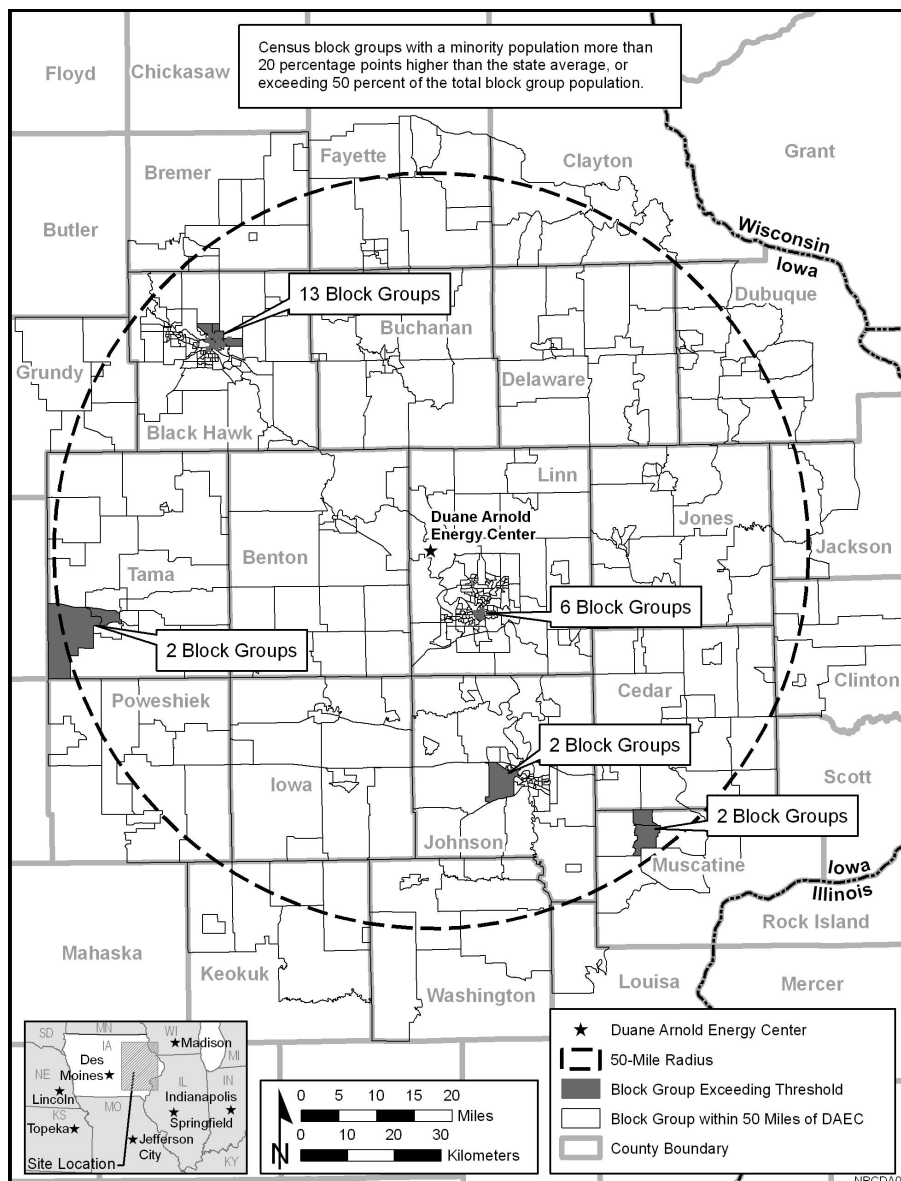 Census block groups with a minority population more than
20 percentage points higher than the state average, or
exceeding 50 percent of the total block group population.
Floyd
Chickasaw
Fayette
Clayton
Grant
Bremer
Butler
Wisconsin
Iowa
13 Block Groups
Dubuque
Buchanan
Grundy
Delaware
Black Hawk
Linn
Duane Arnold
Energy Center
Jones
Benton
Jackson
Tama
6 Block Groups
2 Block Groups
Cedar
Clinton
Poweshiek
2 Block Groups
Iowa
Scott
2 Block Groups
Johnson
Muscatine
Iowa
Illinois
Rock Island
Mahaska
Keokuk
Louisa
Mercer
Washington
SD
MN
WI
Madison
IA
MI
Des
Moines
NE
IL
IN
Lincoln
Indianapolis
KS
MO
Springfield
Topeka
Jefferson
City
KY
Site Location
N
0 5 10 15 20
Miles
0 10 20 30
Kilometers
Duane Arnold Energy Center
50-Mile Radius
Block Group Exceeding Threshold
Block Group within 50 Miles of DAEC
County Boundary